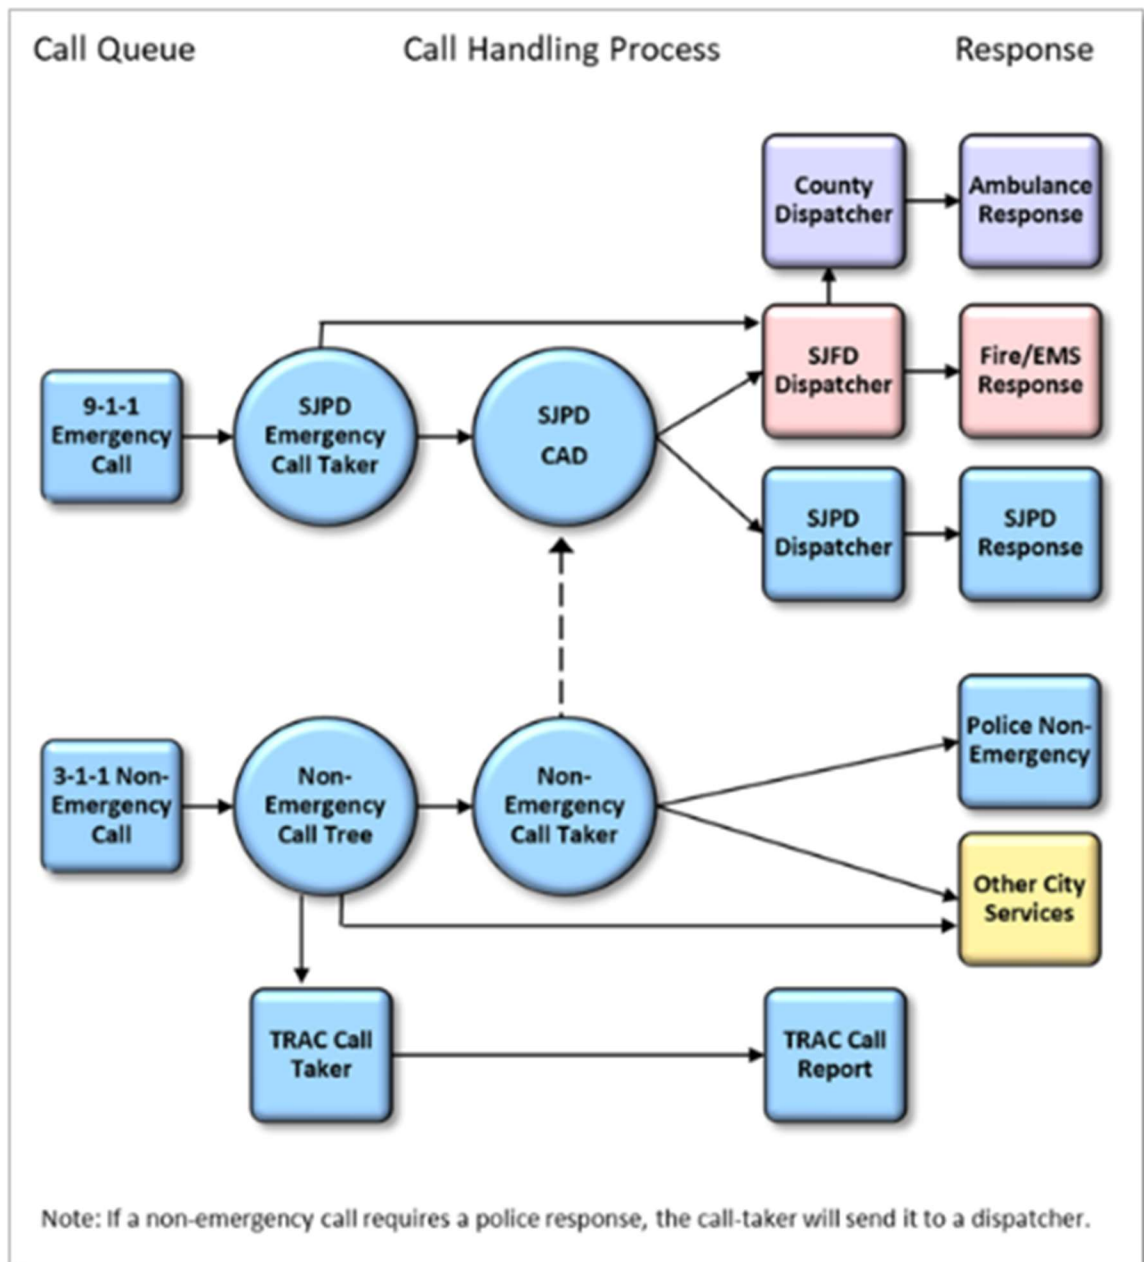 Call Queue
Call Handling Process
Response
County
Dispatcher
Ambulance
Response
SJFD
Dispatcher
Fire/EMS
Response
9-1-1
Emergency
Call
SJPD
Emergency
Call Taker
SJPD
CAD
SJPD
Dispatcher
SJPD
Response
3-1-1 Non-
Emergency
Call
Non-
Emergency
Call Tree
Non-
Emergency
Call Taker
Police Non-
Emergency
Other City
Services
TRAC Call
Taker
TRAC Call
Report
Note: If a non-emergency call requires a police response, the call-taker will send it to a dispatcher.